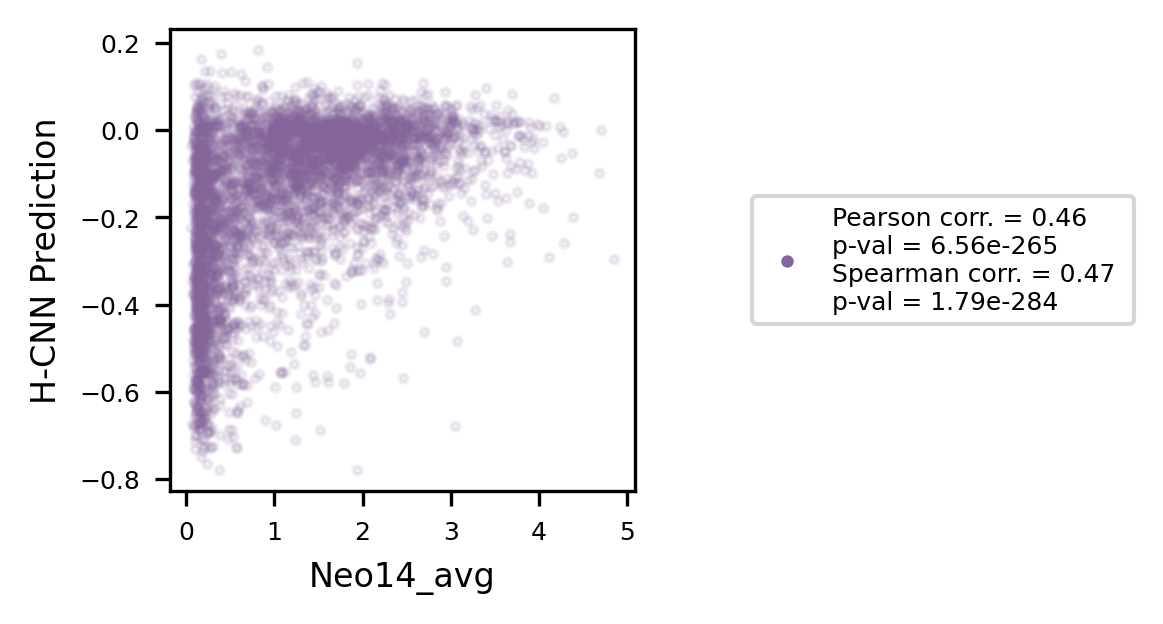 0.2
0.0
−0.2
−0.4
−0.6
−0.8
H-CNN Prediction
0 1 2 3 4 5
Neo14_avg
Pearson corr. = 0.46
p-val = 6.56e-265
Spearman corr. = 0.47
p-val = 1.79e-284